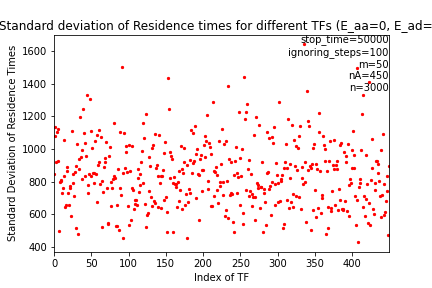 Standard deviation of Residence times for different TFs (E_aa=0, E_ad=
stop_time=50000
ignoring_steps=100
m=50
nA=450
n=3000
1600
1400
1200
1000
800
600
400
Standard Deviation of Residence Times
0 50 100 150 200 250 300 350 400
Index of TF